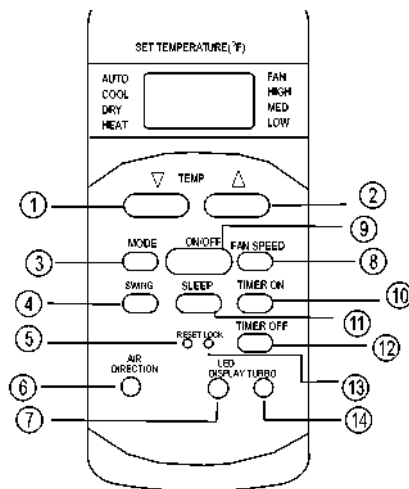 SET TEMPERATURE(°F)
AUTO
COOL
DRY
HEAT
FAN
HIGH
MED
LOW
TEMP
1
2
ON/OFF
9
MODE
FAN SPEED
3
8
SWING
SLEEP
TIMER ON
4
10
11
RESET LOCK
TIMER OFF
5
12
AIR
DIRECTION
LED
DISPLAY TURBO
13
6
7
14